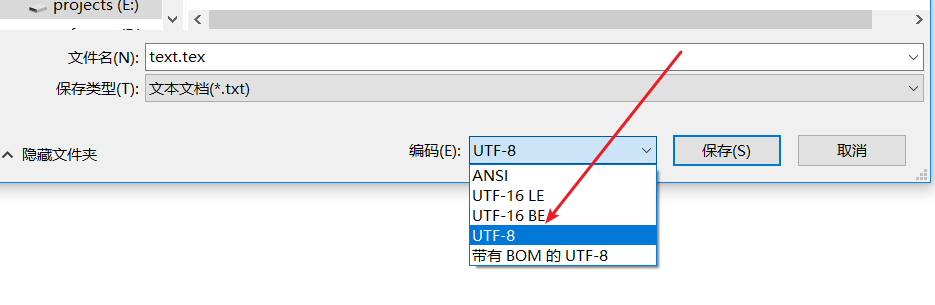 projects (E:)
文件名(N): text.tex
保存类型(T): 文本文档(*.txt)
隐藏文件夹
编码(E): UTF-8
保存(S)
取消
ANSI
UTF-16 LE
UTF-16 BE
UTF-8
带有 BOM 的 UTF-8